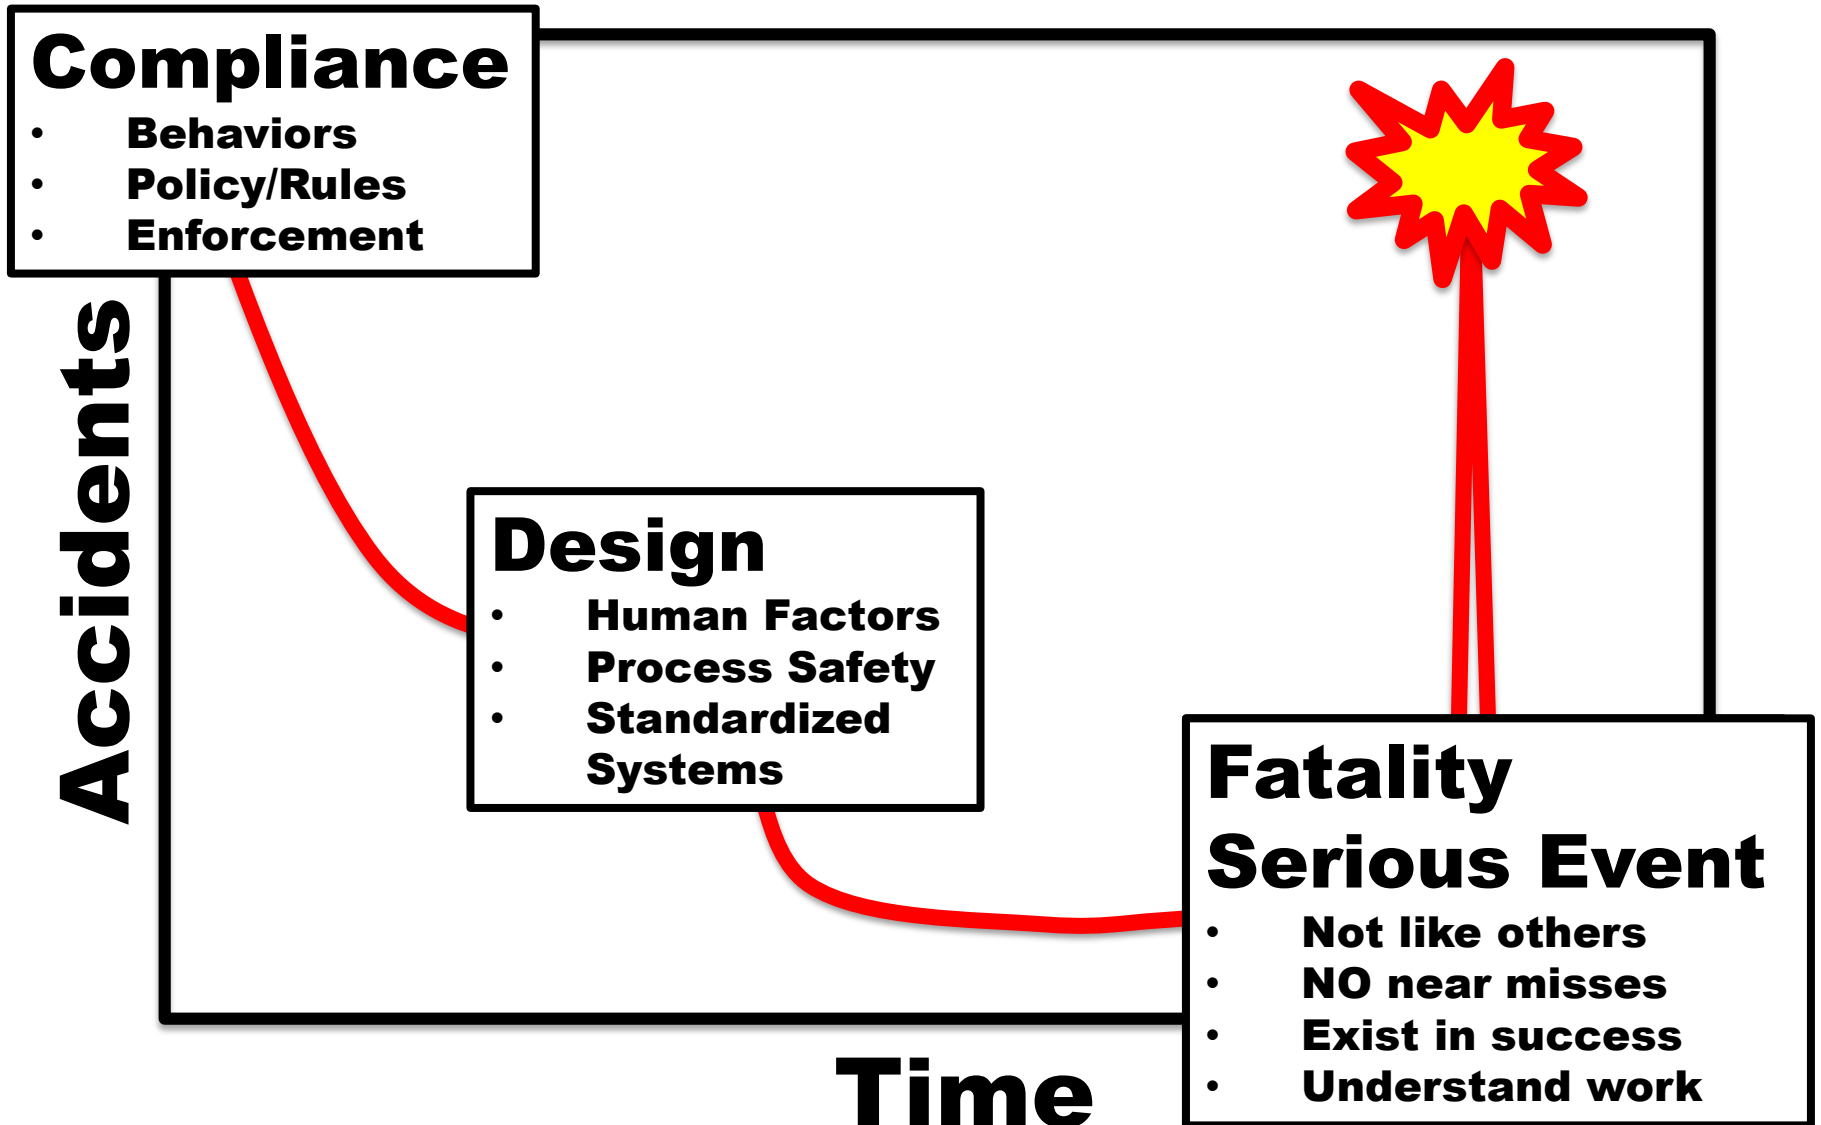 Compliance
• Behaviors
• Policy/Rules
• Enforcement
Accidents
Design
• Human Factors
• Process Safety
• Standardized
Systems
Fatality
Serious Event
• Not like others
• NO near misses
• Exist in success
• Understand work
Time